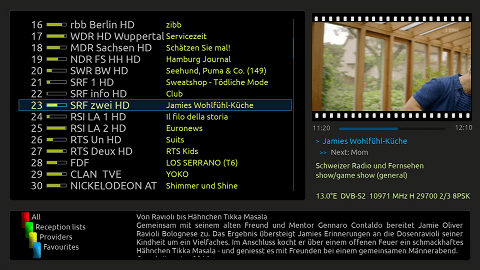 16 rbb Berlin HD zibb
17 WDR HD Wuppertal Servicezeit
18 MDR Sachsen HD Schätzen Sie mal!
19 NDR FS HH HD Hamburg Journal
20 SWR BW HD Seehund, Puma & Co. (149)
21 SRF 1 HD Sweatshop - Tödliche Mode
22 SRF info HD Club
23 SRF zwei HD Jamies Wohlfühl-Küche
24 RSI LA 1 HD Il filo della storia
25 RSI LA 2 HD Euronews
26 RTS Un HD Suits
27 RTS Deux HD RTS Kids
28 FDF LOS SERRANO (T6)
29 CLAN TVE YOKO
30 NICKELODEON AT Shimmer und Shine
11:20 12:10
> Jamies Wohlfühl-Küche
>> Next: Mom
Schweizer Radio und Fernsehen
show/game show (general)
13.0°E DVB-S2 10971 MHz H 29700 2/3 8PSK
All
Reception lists
Providers
Favourites
Von Ravioli bis Hähnchen Tikka Masala
Gemeinsam mit seinem alten Freund und Mentor Gennaro Contaldo bereitet Jamie Oliver
Ravioli Bolognese zu. Das Ergebnis übersteigt Jamies Erinnerungen an die Dosenravioli seiner
Kindheit um ein Vielfaches. Im Anschluss kocht er über einem offenen Feuer ein schmackhaftes
Hähnchen Tikka Masala - und geniesst es mit Freunden bei einem gemeinsamen Männerabend.